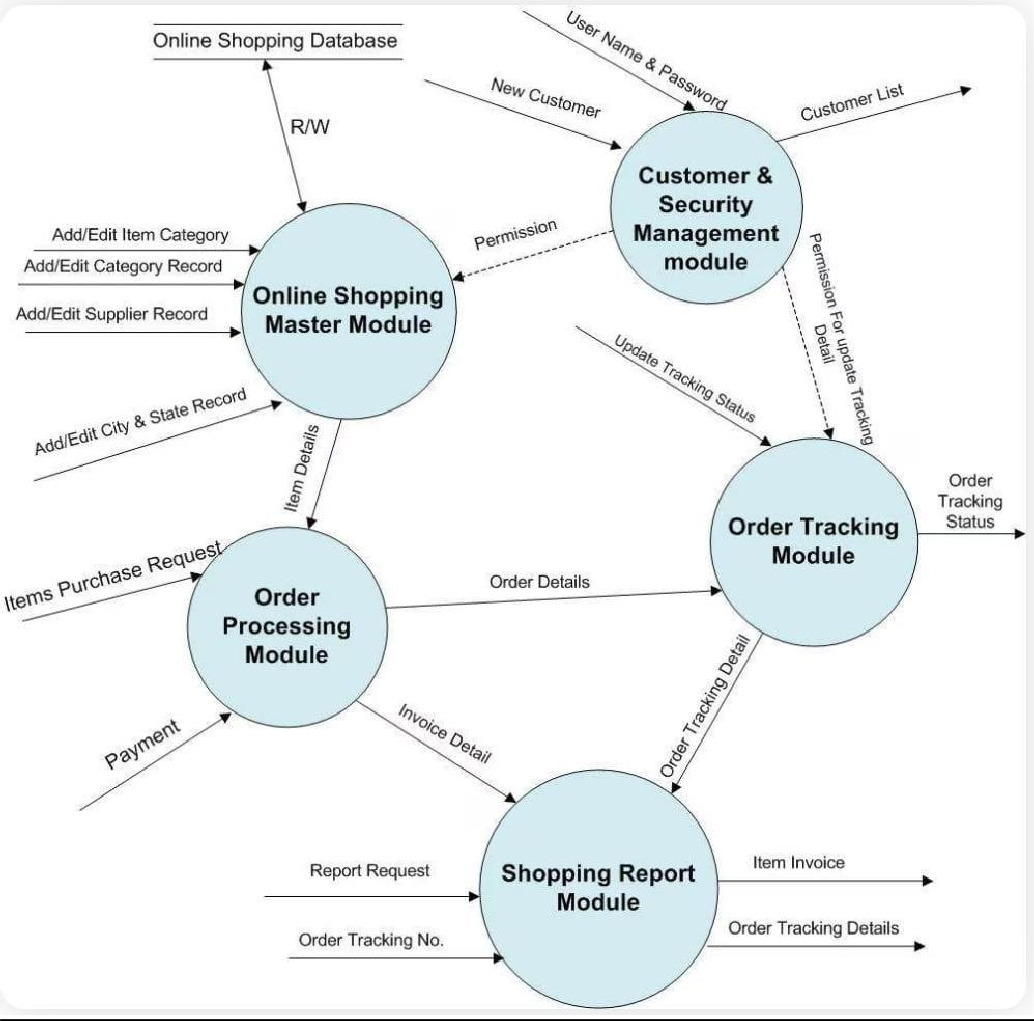 Online Shopping Database
User Name & Password
New Customer
Customer List
R/W
Customer &
Security
Management
module
Add/Edit Item Category
Permission
Add/Edit Category Record
Online Shopping
Master Module
Add/Edit Supplier Record
Permission For update Tracking
Detail
Update Tracking Status
Add/Edit City & State Record
Item Details
Order
Tracking
Status
Order Tracking
Module
Items Purchase Request
Order Details
Order
Processing
Module
Order Tracking Detail
Invoice Detail
Payment
Report Request
Shopping Report
Module
Item Invoice
Order Tracking No.
Order Tracking Details